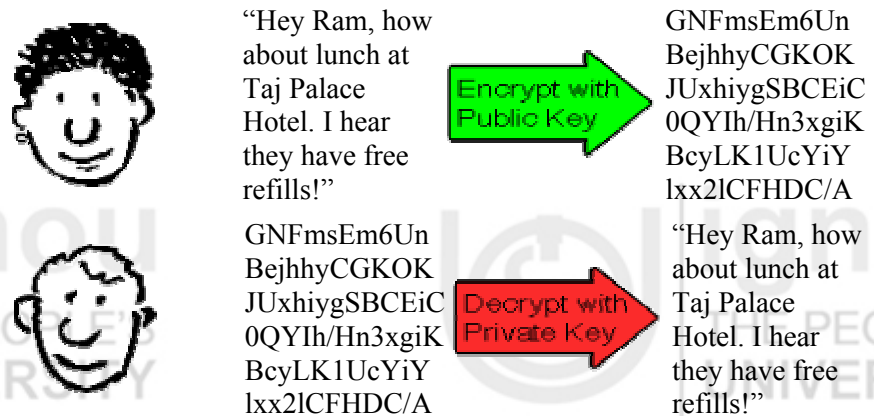 “Hey Ram, how
about lunch at
Taj Palace
Hotel. I hear
they have free
refills!”
Encrypt with
Public Key
GNFmsEm6Un
BejhhyCGKOK
JUxhiygSBCEiC
0QYIh/Hn3xgiK
BcyLK1UcYiY
lxx2lCFHDC/A
GNFmsEm6Un
BejhhyCGKOK
JUxhiygSBCEiC
0QYIh/Hn3xgiK
BcyLK1UcYiY
lxx2lCFHDC/A
Decrypt with
Private Key
“Hey Ram, how
about lunch at
Taj Palace
Hotel. I hear
they have free
refills!”